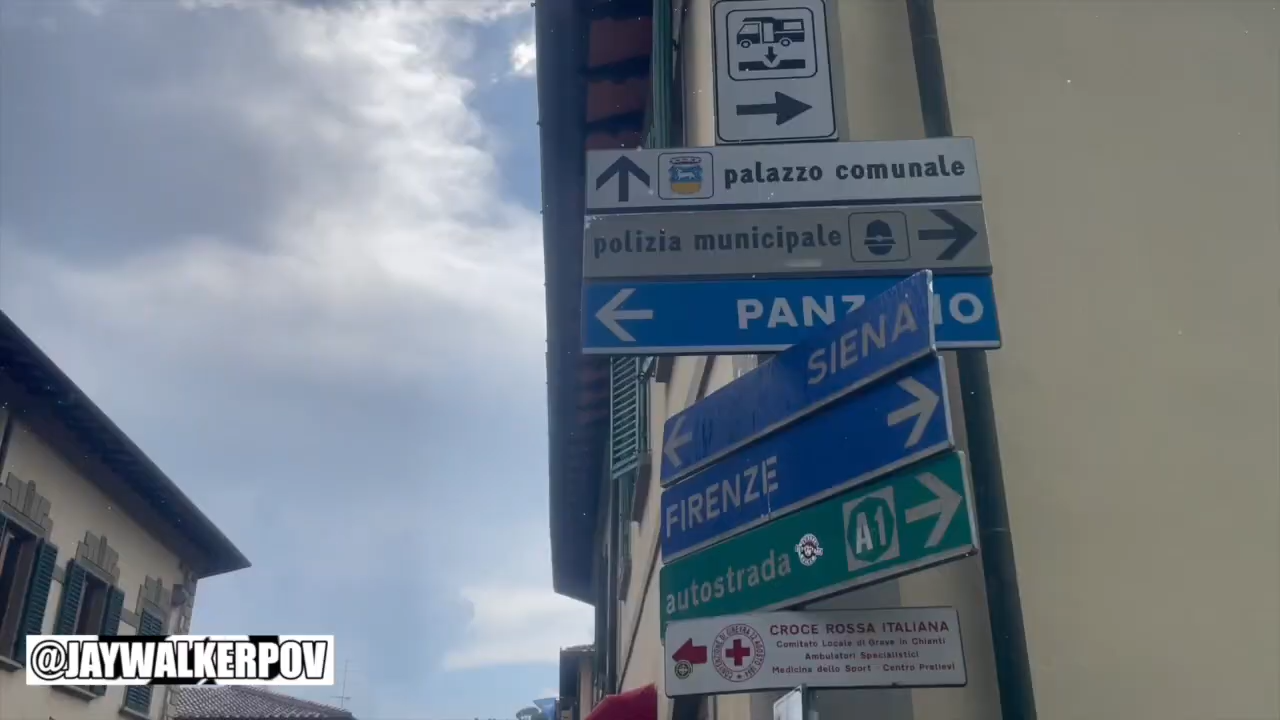 palazzo comunale
polizia municipale
SIENA
FIRENZE
autostrada A1
CROCE ROSSA ITALIANA
Comitato Locale di Greve in Chianti
Ambulatori Specialistici
Medicina dello Sport - Centro Prelievi
@JAYWALKERPOV